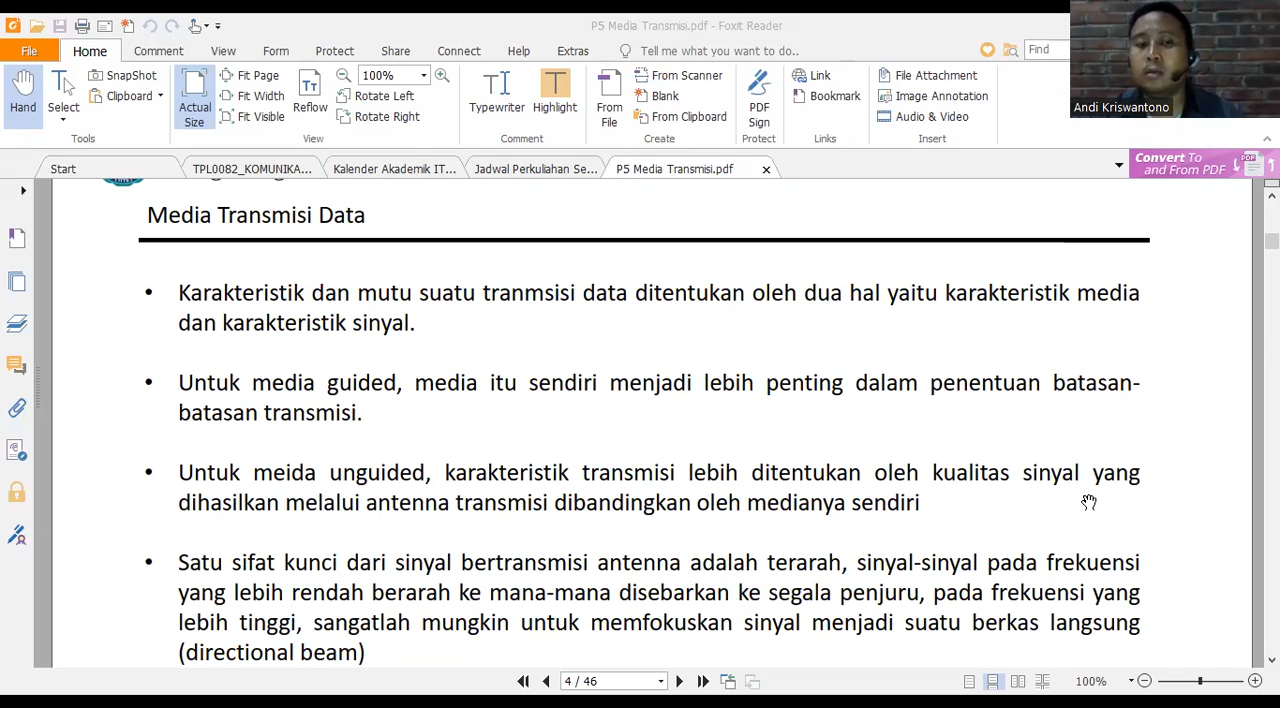 P5 Media Transmisi.pdf - Foxit Reader
File Home Comment View Form Protect Share Connect Help Extras Tell me what you want to do.. Find
Andi Kriswantono
Hand
Select
SnapShot
Clipboard
Tools
Actual
Size
Fit Page
Fit Width
Fit Visible
Reflow
100%
Rotate Left
Rotate Right
View
Typewriter
Highlight
Comment
From
File
From Scanner
Blank
From Clipboard
Create
PDF
Sign
Protect
Link
Bookmark
Links
File Attachment
Image Annotation
Audio & Video
Insert
Start TPL0082_KOMUNIKA... Kalender Akademik IT... Jadwal Perkuliahan Se... P5 Media Transmisi.pdf
Convert To
and From PDF
PDF
Media Transmisi Data
• Karakteristik dan mutu suatu tranmsisi data ditentukan oleh dua hal yaitu karakteristik media
dan karakteristik sinyal.
• Untuk media guided, media itu sendiri menjadi lebih penting dalam penentuan batasan-
batasan transmisi.
• Untuk meida unguided, karakteristik transmisi lebih ditentukan oleh kualitas sinyal yang
dihasilkan melalui antenna transmisi dibandingkan oleh medianya sendiri
• Satu sifat kunci dari sinyal bertransmisi antenna adalah terarah, sinyal-sinyal pada frekuensi
yang lebih rendah berarah ke mana-mana disebarkan ke segala penjuru, pada frekuensi yang
lebih tinggi, sangatlah mungkin untuk memfokuskan sinyal menjadi suatu berkas langsung
(directional beam)
4 / 46
100%